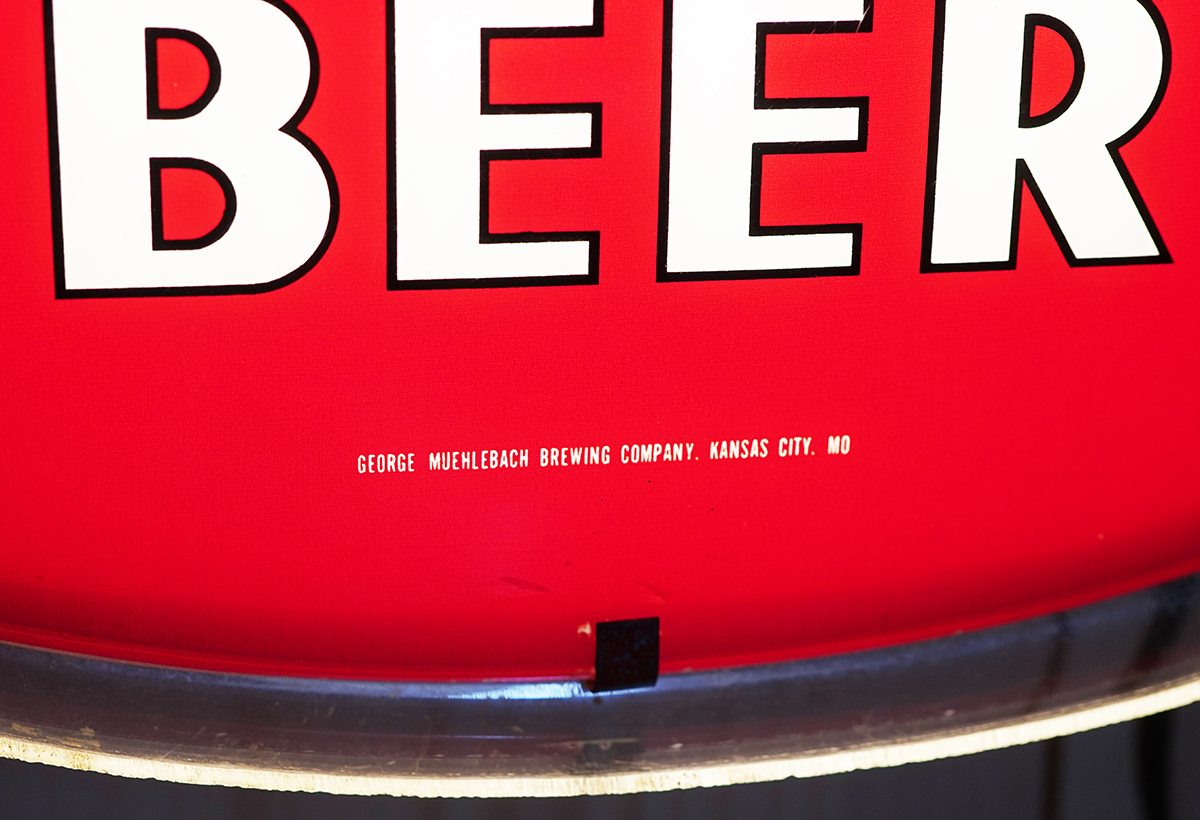 BEER
GEORGE MUEHLEBACH BREWING COMPANY. KANSAS CITY. MO